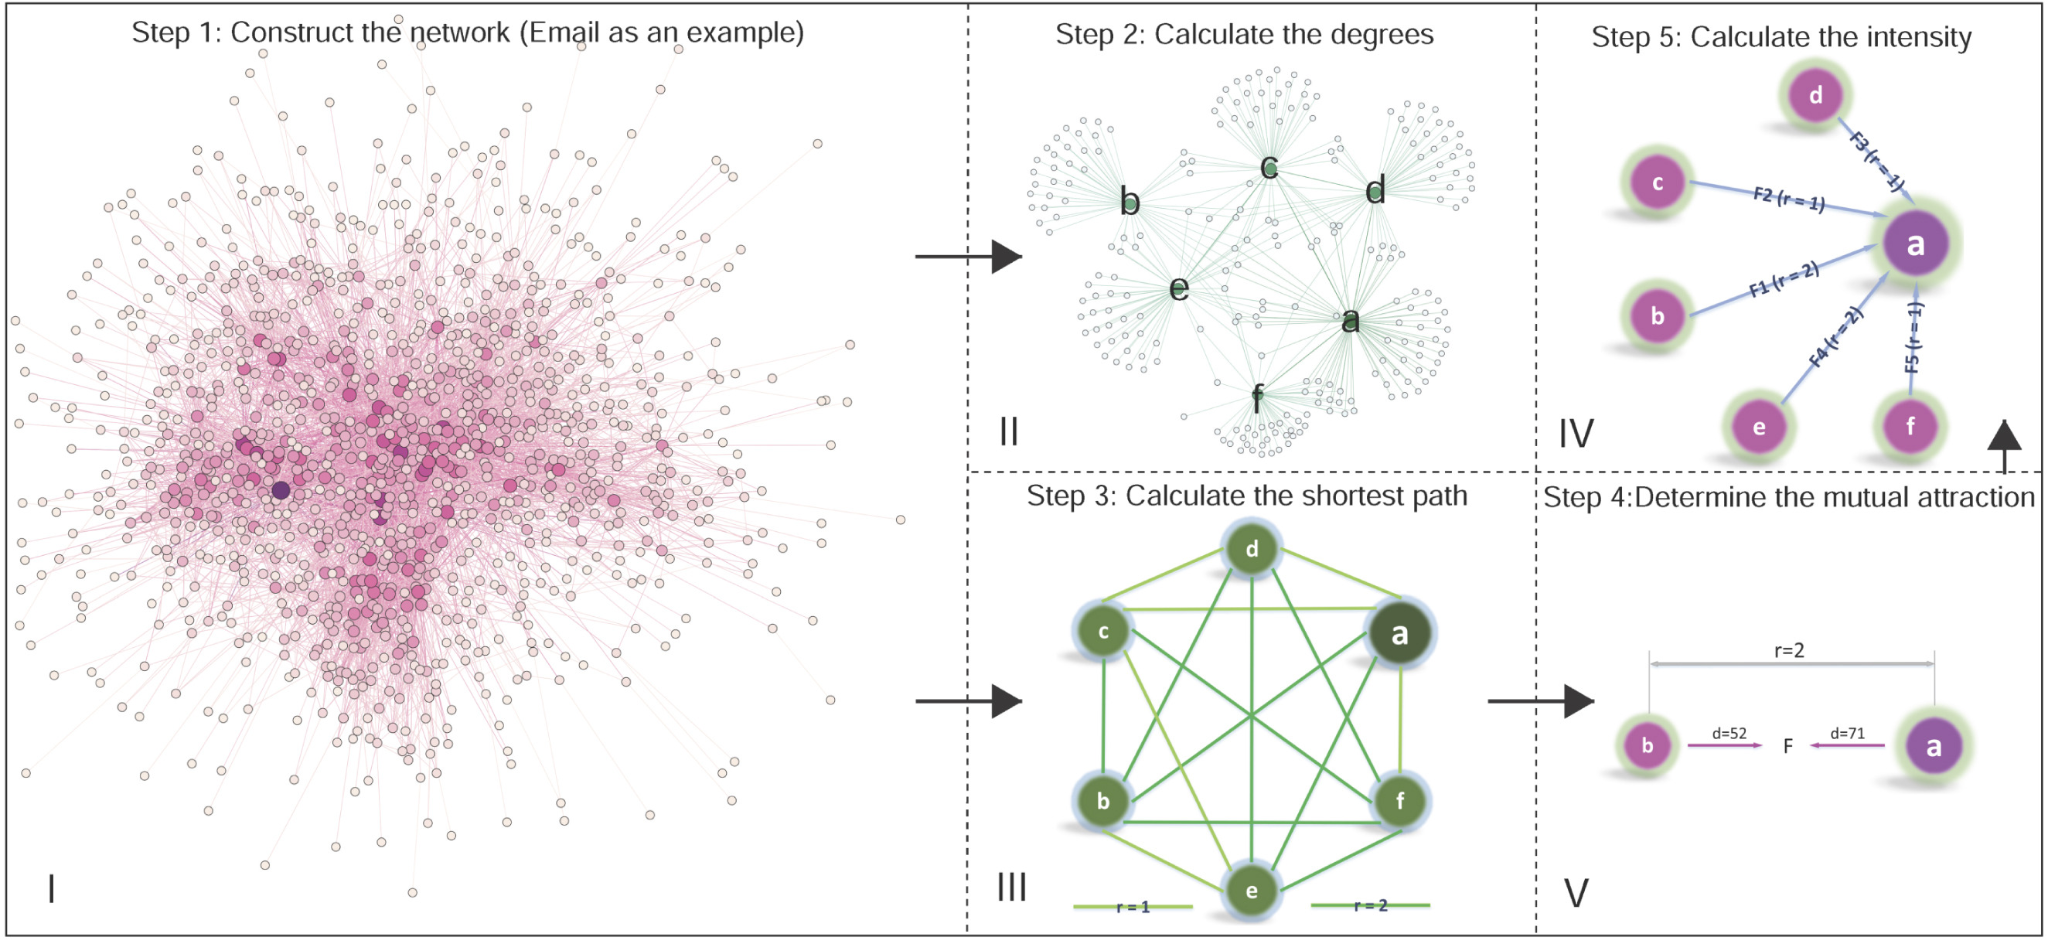 Step 1: Construct the network (Email as an example)
I
Step 2: Calculate the degrees
c
d
b
e
a
f
II
Step 3: Calculate the shortest path
d
c
a
b
f
e
r = 1
r = 2
III
Step 5: Calculate the intensity
d
F3 (r = 1)
c
F2 (r = 1)
a
F1 (r = 2)
b
F4 (r = 2)
F5 (r = 1)
e
f
IV
Step 4:Determine the mutual attraction
r=2
b
d=52
F
d=71
a
V